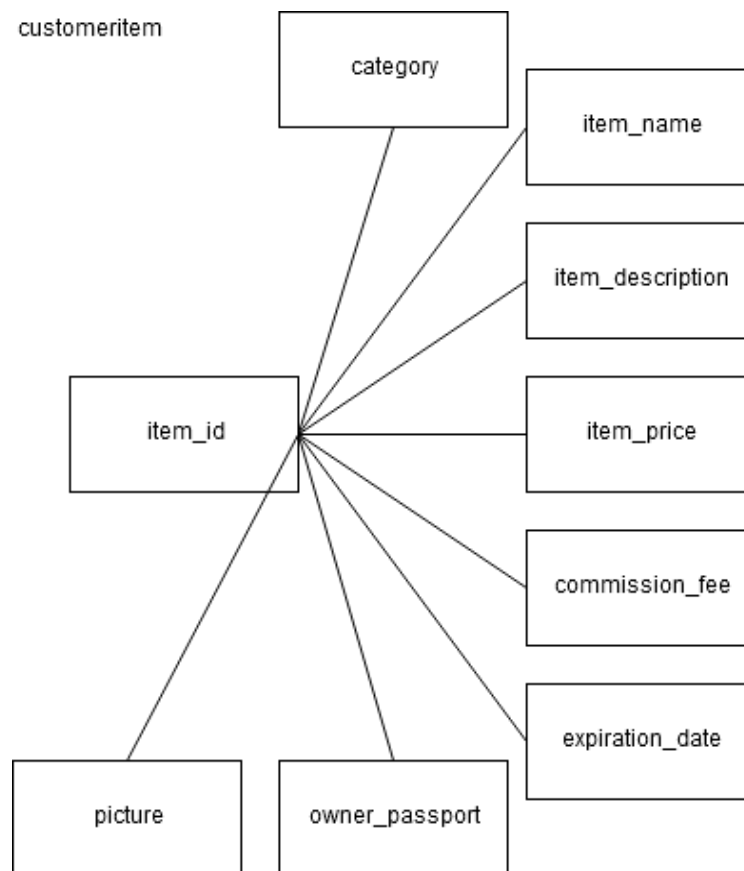 customeritem
category
item_name
item_description
item_id
item_price
commission_fee
expiration_date
picture
owner_passport